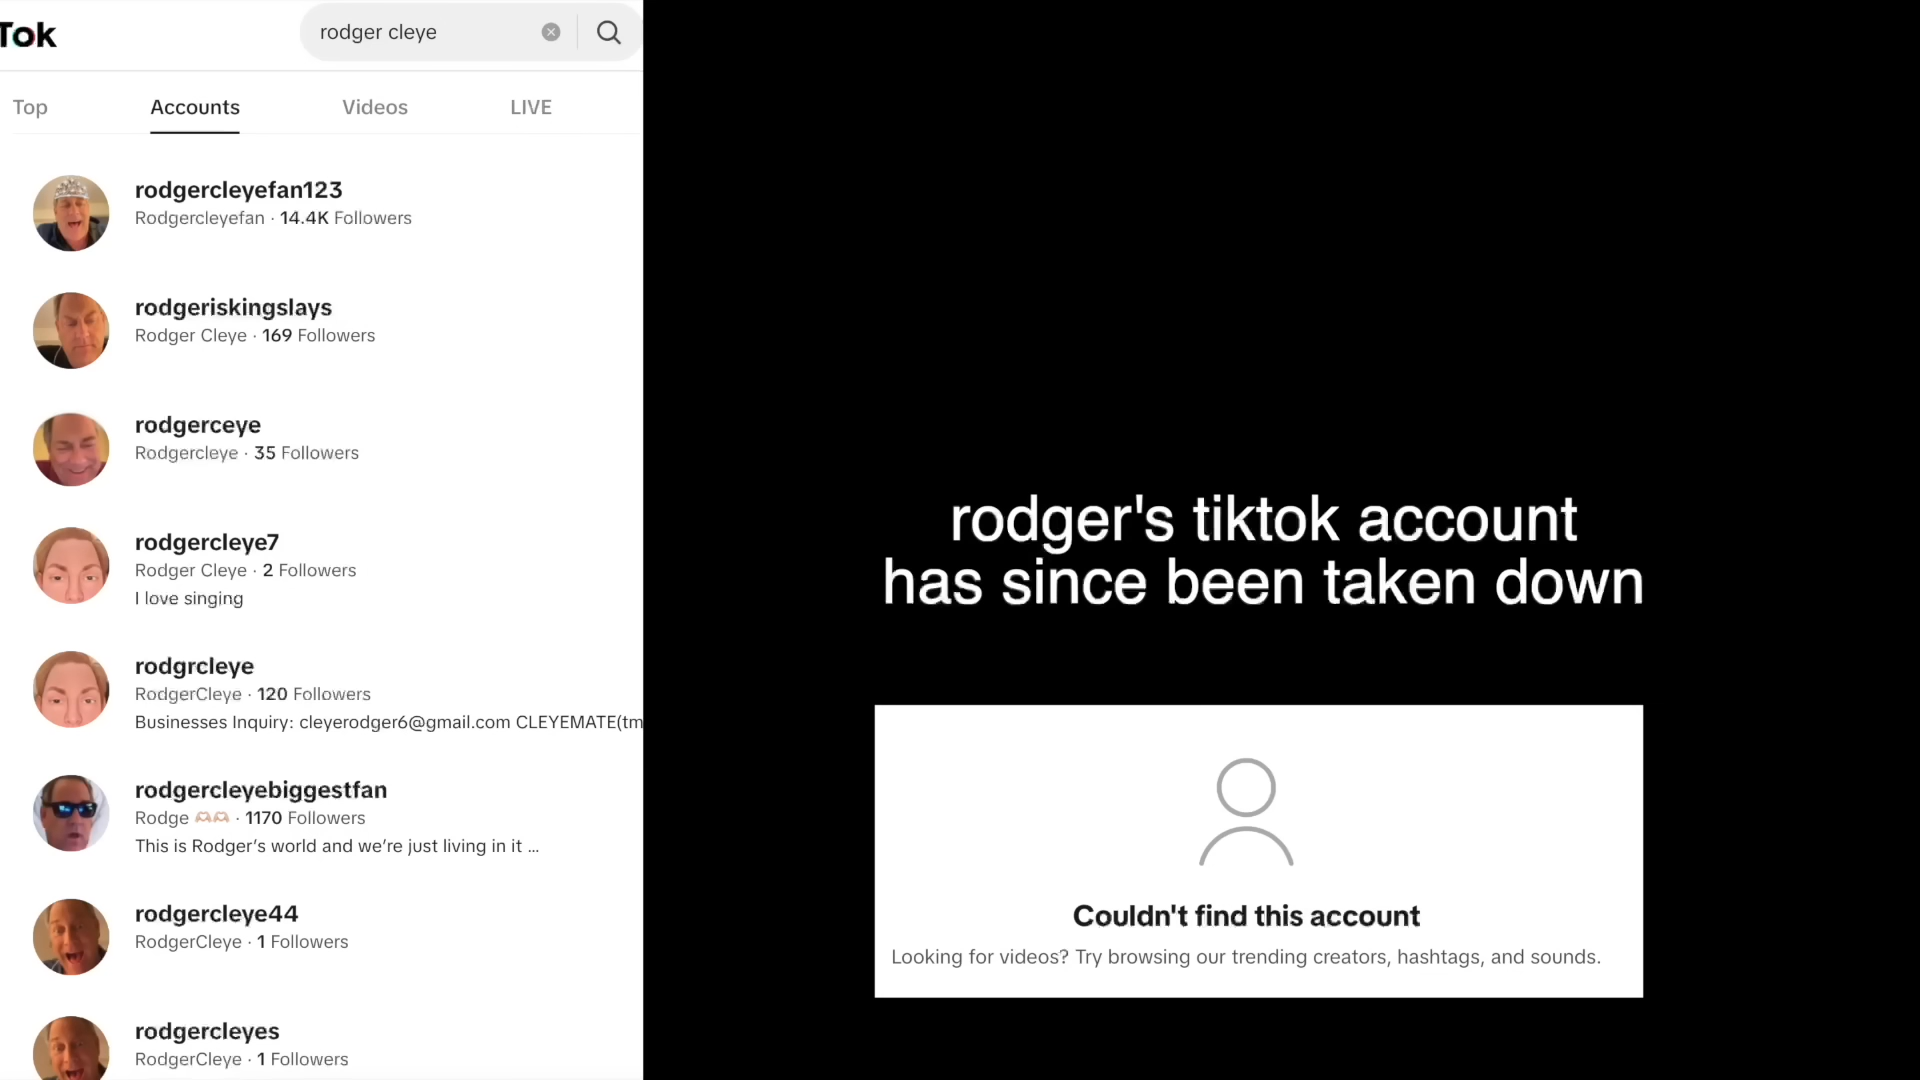 Tok
rodger cleye
Top Accounts Videos LIVE
rodgercleyefan123
Rodgercleyefan · 14.4K Followers
rodgeriskingslays
Rodger Cleye · 169 Followers
rodgerceye
Rodgercleye · 35 Followers
rodgercleye7
Rodger Cleye · 2 Followers
I love singing
rodgrcleye
RodgerCleye · 120 Followers
Businesses Inquiry: cleyerodger6@gmail.com CLEYEMATE(tm
rodgercleyebiggestfan
Rodge 🫶🏻🫶🏻 · 1170 Followers
This is Rodger’s world and we’re just living in it ...
rodgercleye44
RodgerCleye · 1 Followers
rodgercleyes
RodgerCleye · 1 Followers
rodger's tiktok account
has since been taken down
Couldn't find this account
Looking for videos? Try browsing our trending creators, hashtags, and sounds.